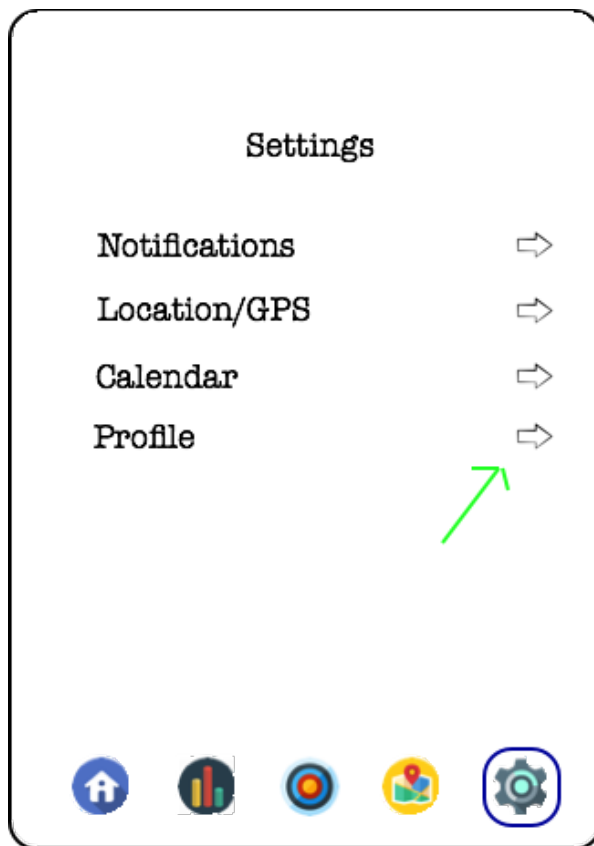 Settings
Notifications
Location/GPS
Calendar
Profile